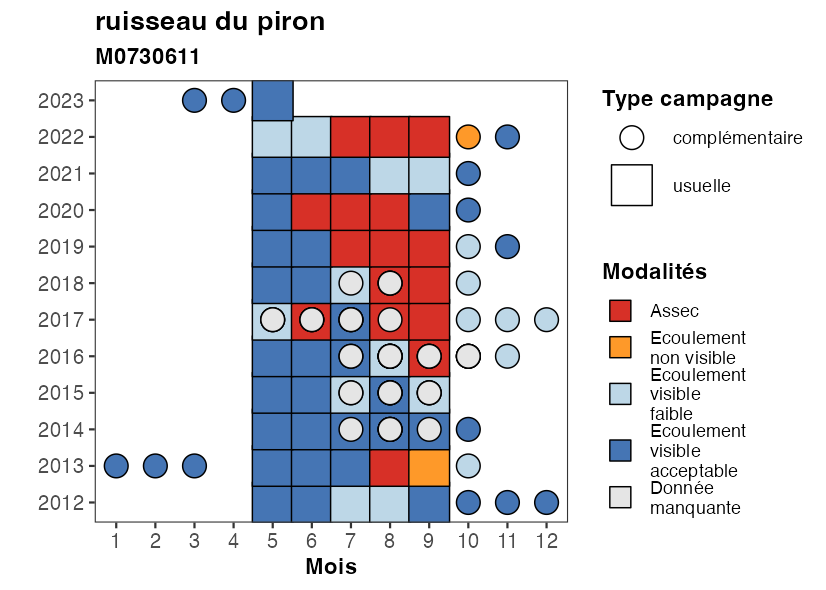 ruisseau du piron
M0730611
2023
2022
2021
2020
2019
2018
2017
2016
2015
2014
2013
2012
1 2 3 4 5 6 7 8 9 10 11 12
Mois
Type campagne
complémentaire
usuelle
Modalités
Assec
Ecoulement
non visible
Ecoulement
visible
faible
Ecoulement
visible
acceptable
Donnée
manquante